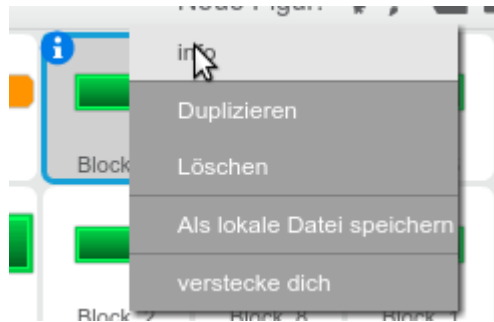 Neue Figur:
info
Duplizieren
Block
Löschen
Als lokale Datei speichern
verstecke dich
Block 2
Block 8
Block 1